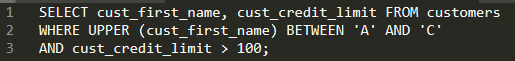 1 SELECT cust_first_name, cust_credit_limit FROM customers
2 WHERE UPPER (cust_first_name) BETWEEN 'A' AND 'C'
3 AND cust_credit_limit > 100;